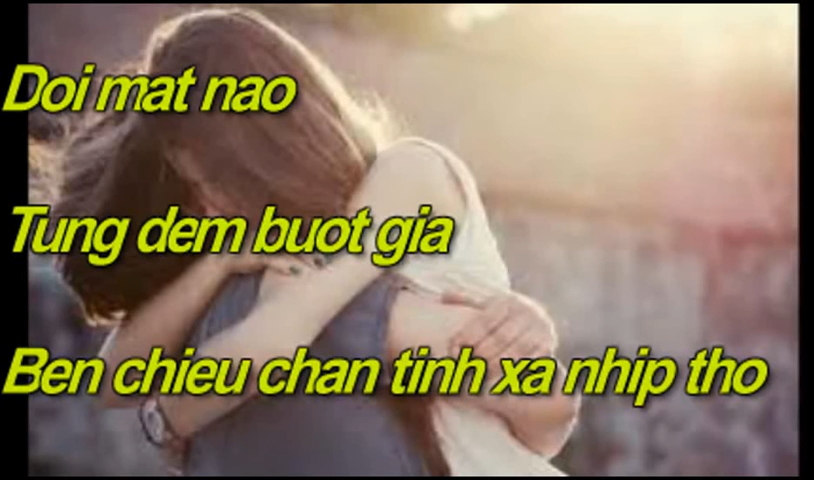 Doi mat nao
Tung dem buot gia
Ben chieu chan tinh xa nhip tho